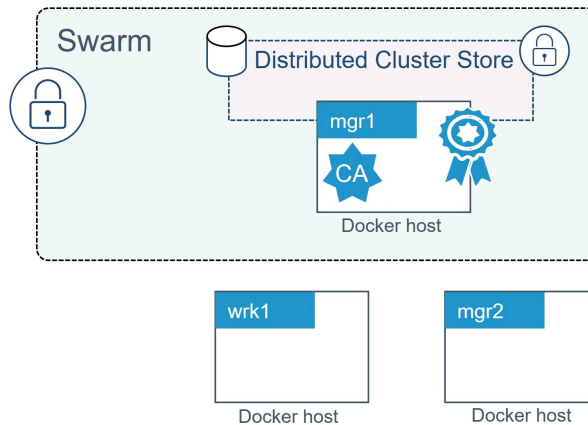 Swarm
Distributed Cluster Store
mgr1
CA
Docker host
wrk1
mgr2
Docker host
Docker host